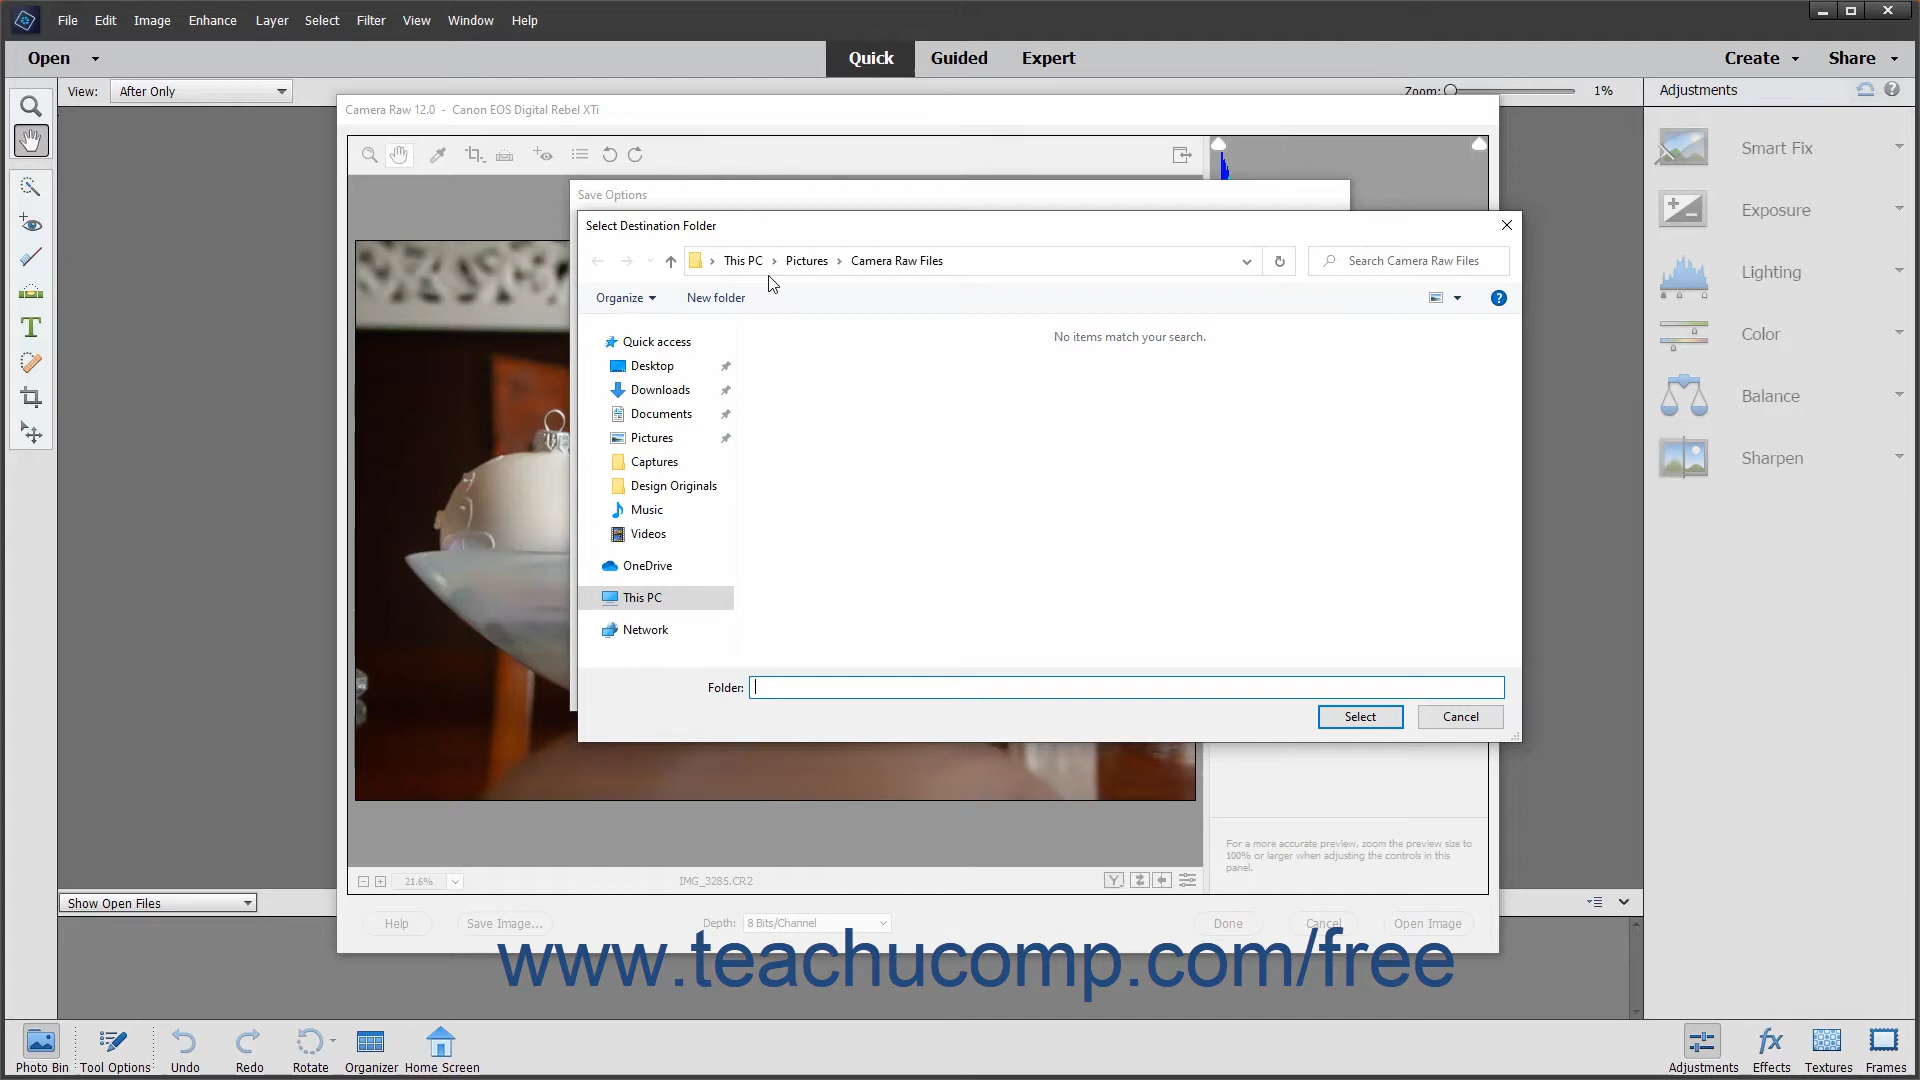 File Edit Image Enhance Layer Select Filter View Window Help
Open Quick Guided Expert Create Share
View: After Only Zoom: 1% Adjustments
Camera Raw 12.0 - Canon EOS Digital Rebel XTi
Save Options
Select Destination Folder
This PC Pictures Camera Raw Files Search Camera Raw Files
Organize New folder
No items match your search.
Quick access
Desktop
Downloads
Documents
Pictures
Captures
Design Originals
Music
Videos
OneDrive
This PC
Network
Folder:
Select Cancel
Smart Fix
Exposure
Lighting
Color
Balance
Sharpen
For a more accurate preview, zoom the preview size to
100% or larger when adjusting the controls in this
panel.
21.6% IMG_3285.CR2 Y
Show Open Files
Help Save Image... Depth: 8 Bits/Channel Done Cancel Open Image
www.teachucomp.com/free
Photo Bin Tool Options Undo Redo Rotate Organizer Home Screen fx
Adjustments Effects Textures Frames